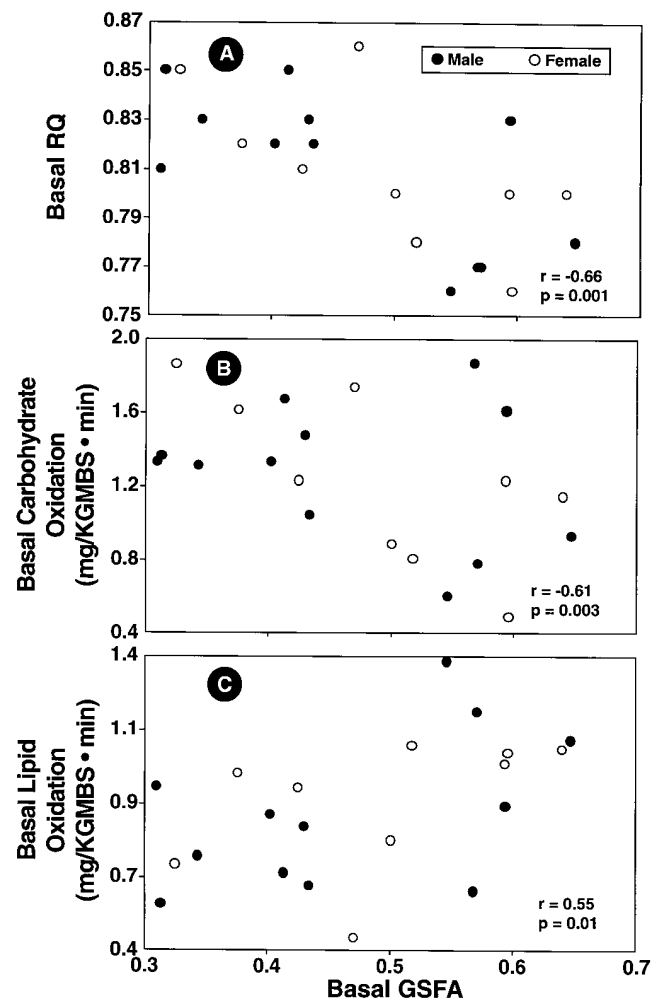 0.87
A
Male
Female
0.85
0.83
0.81
0.79
0.77
0.75
Basal RQ
r = -0.66
p = 0.001
2.0
B
1.6
1.2
0.8
0.4
Basal Carbohydrate
Oxidation
(mg/KGMBS • min)
r = -0.61
p = 0.003
1.4
C
1.1
0.9
0.7
0.4
Basal Lipid
Oxidation
(mg/KGMBS • min)
r = 0.55
p = 0.01
0.3
0.4
0.5
0.6
0.7
Basal GSFA